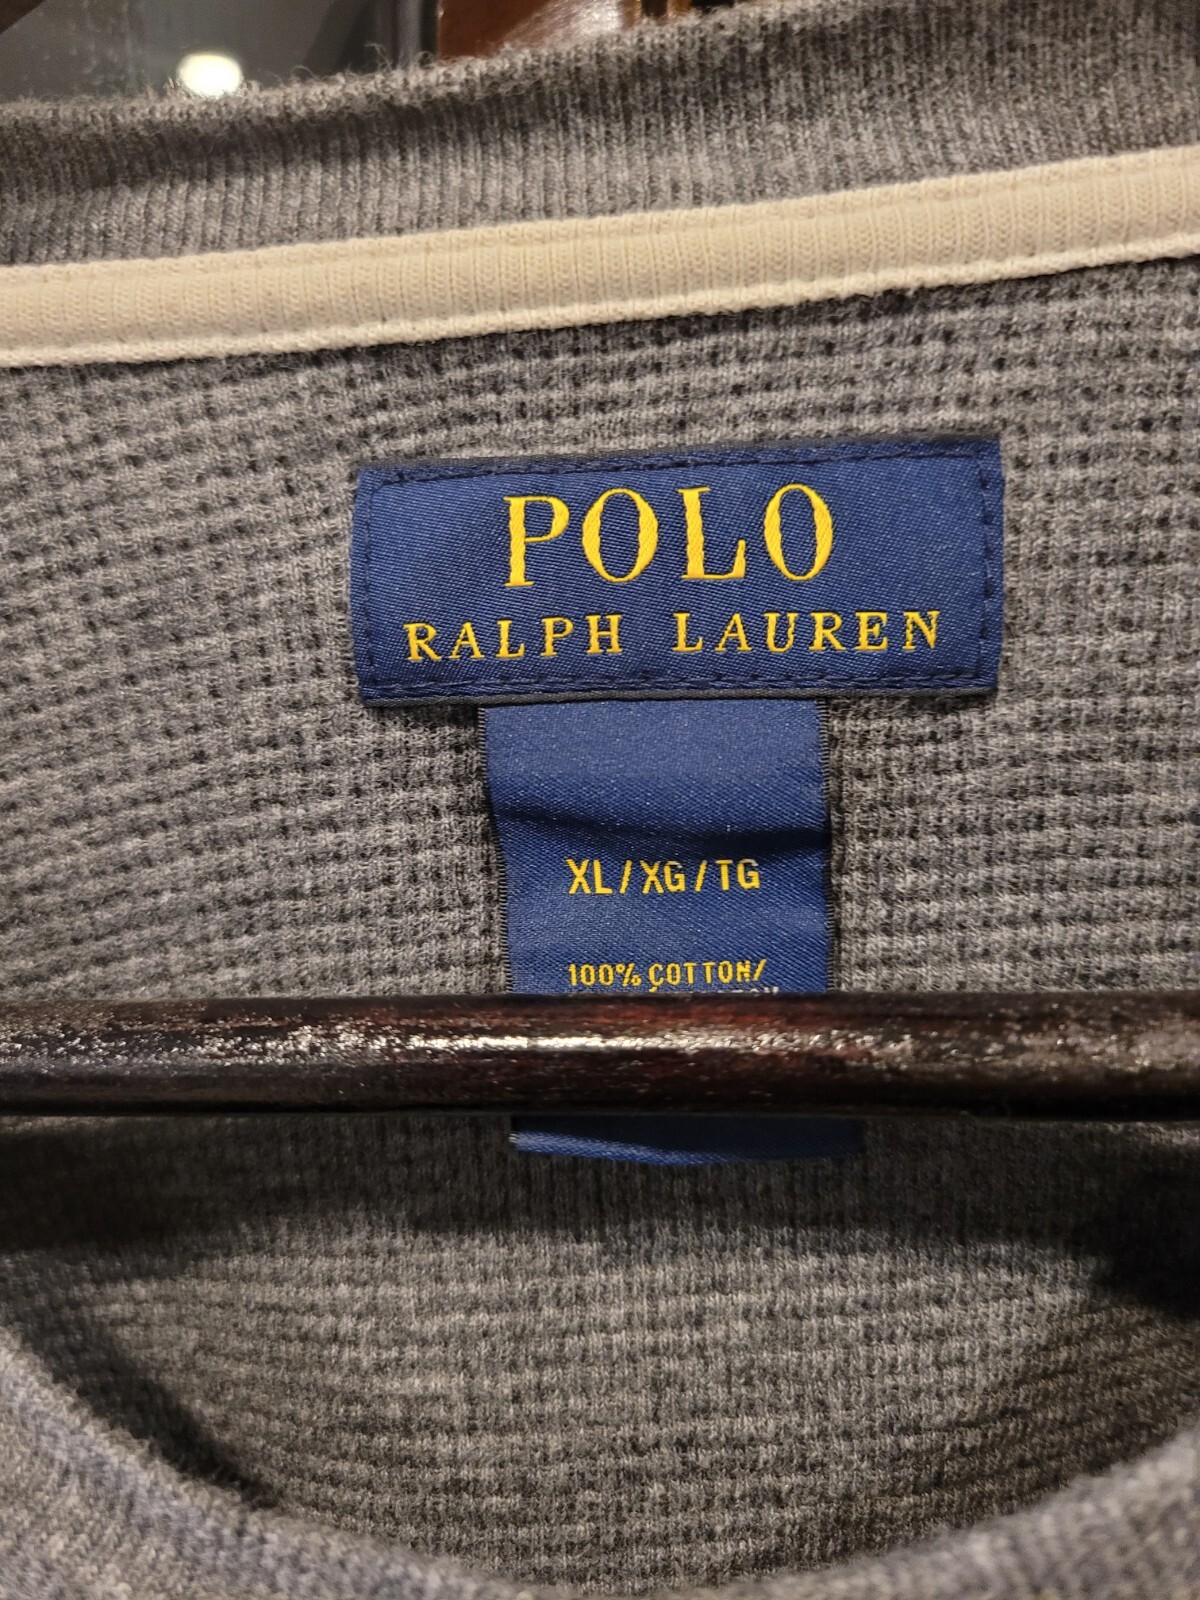 POLO
RALPH LAUREN
XL/XG/TG
100% COTTON/